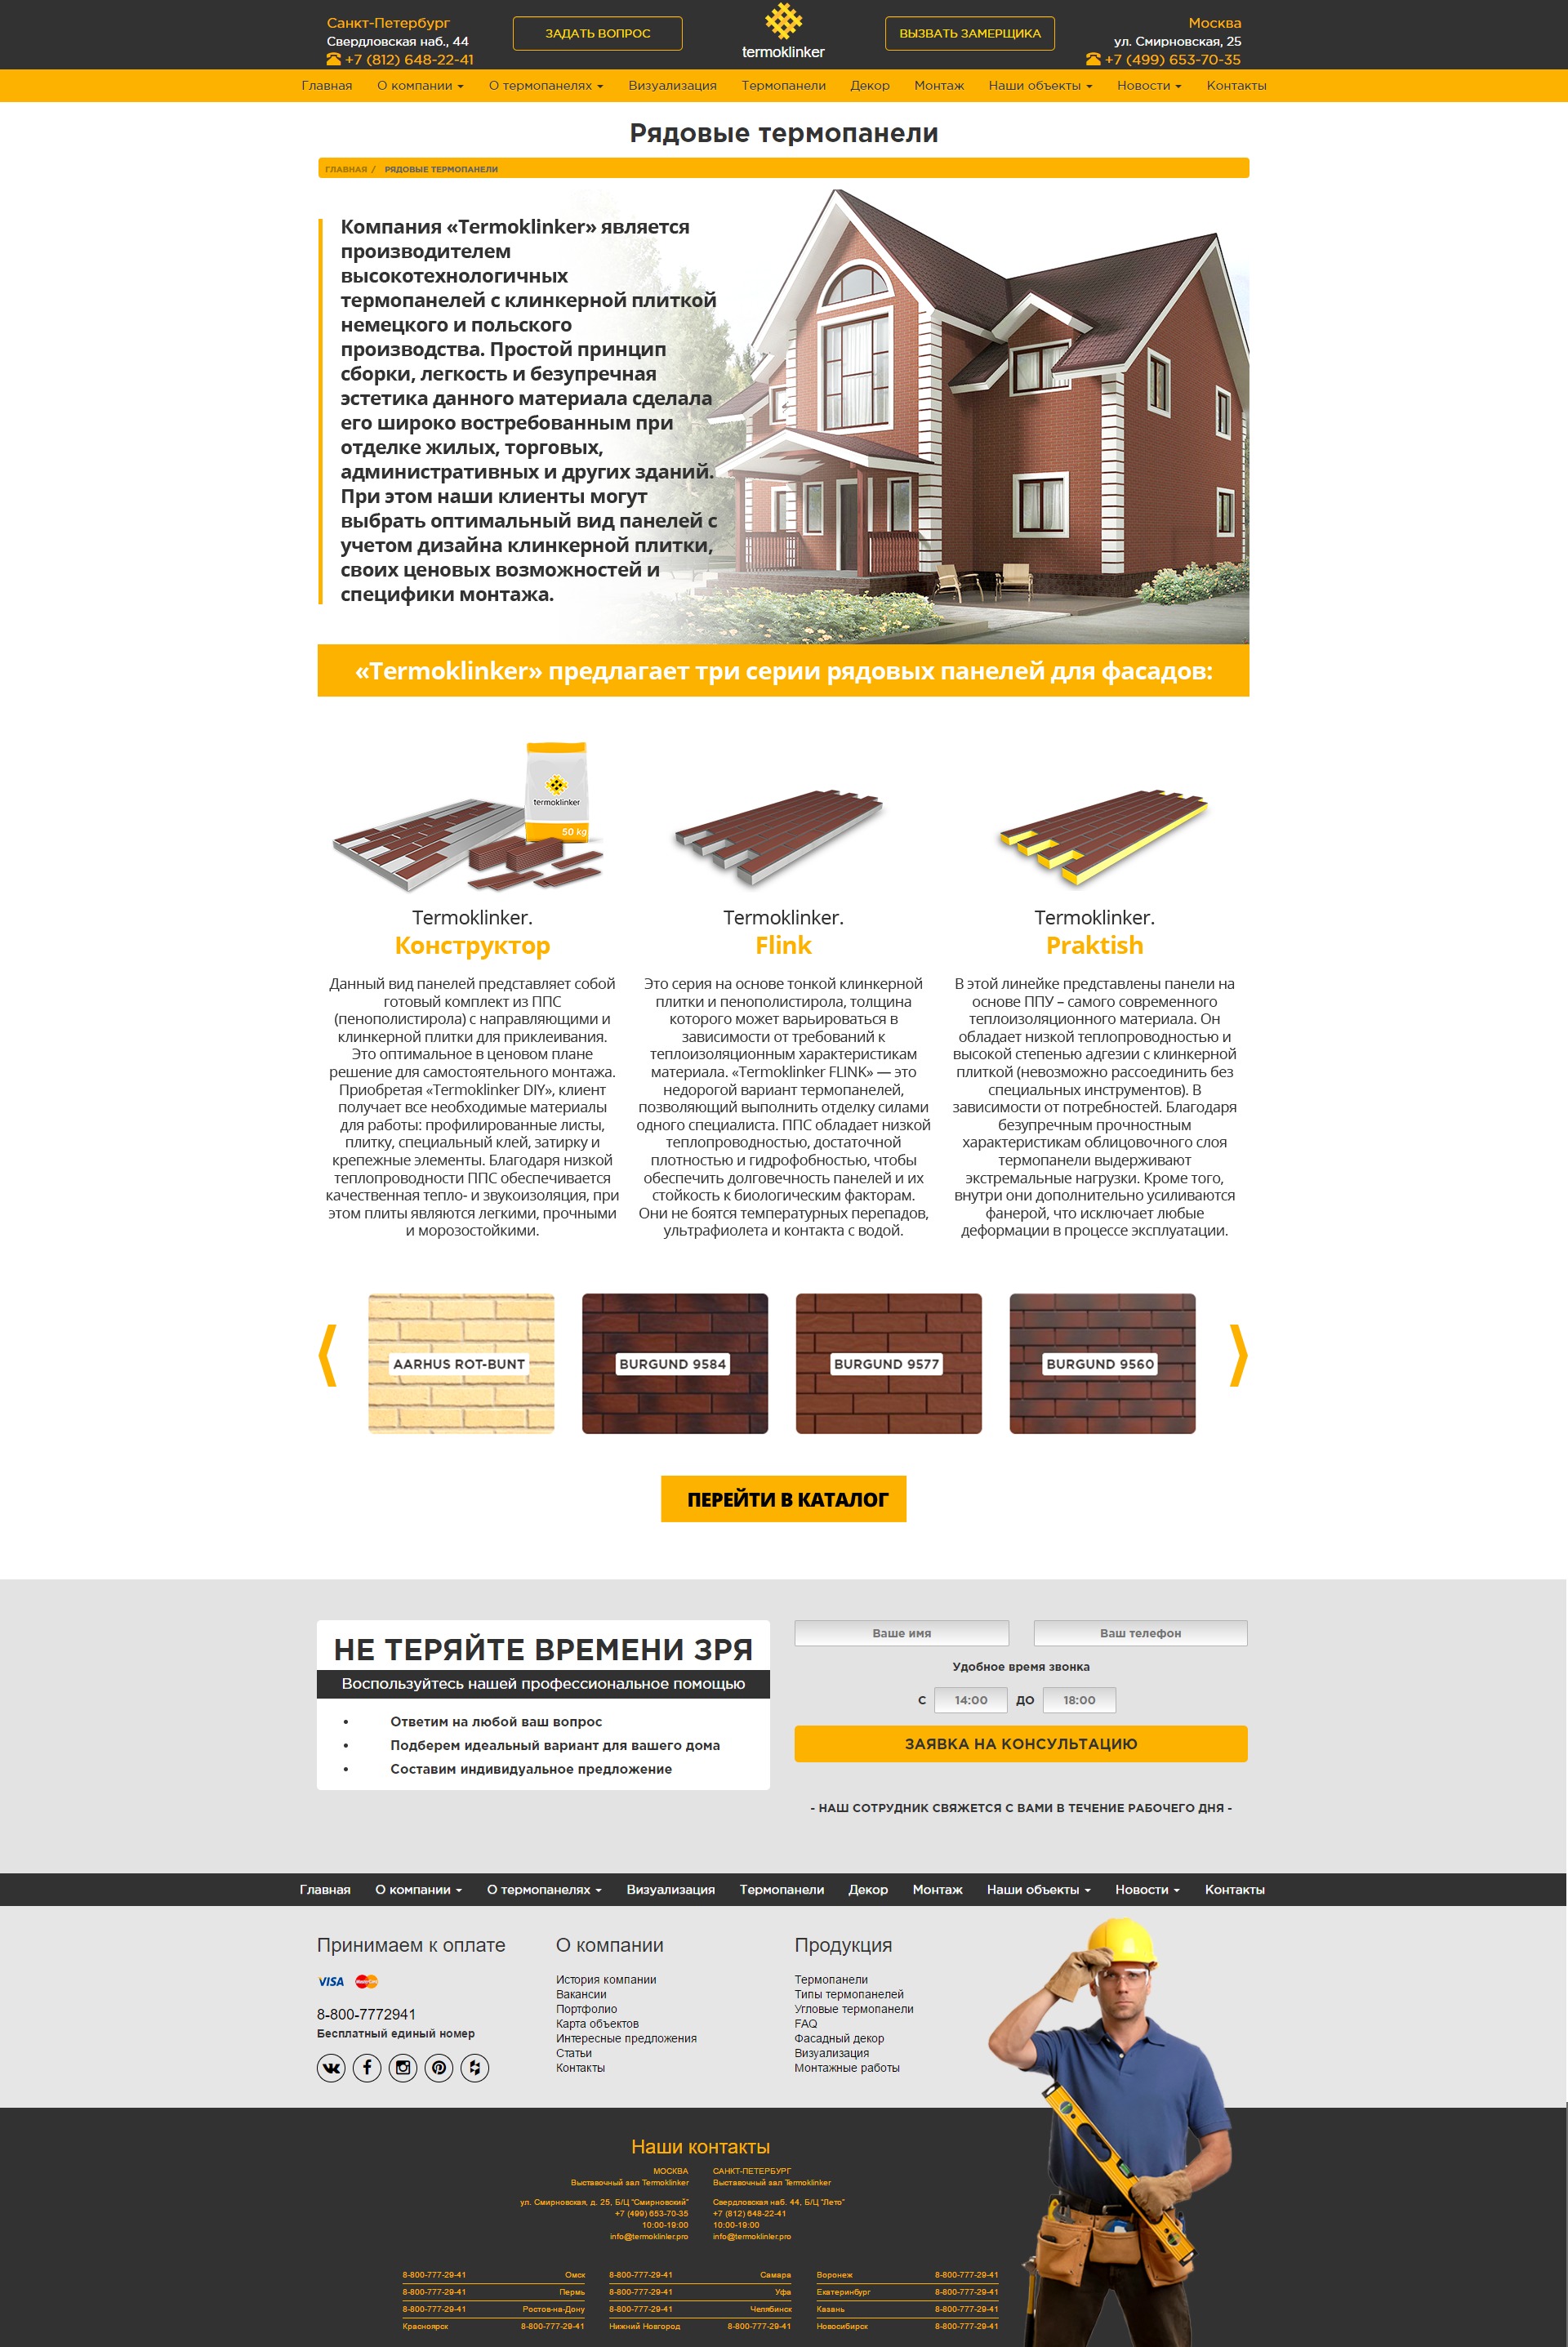 Санкт-Петербург
Свердловская наб., 44
+7 (812) 648-22-41
ЗАДАТЬ ВОПРОС
termoklinker
ВЫЗВАТЬ ЗАМЕРЩИКА
Москва
ул. Смирновская, 25
+7 (499) 653-70-35
Главная О компании О термопанелях Визуализация Термопанели Декор Монтаж Наши объекты Новости Контакты
Рядовые термопанели
ГЛАВНАЯ / РЯДОВЫЕ ТЕРМОПАНЕЛИ
Компания «Termoklinker» является
производителем
высокотехнологичных
термопанелей с клинкерной плиткой
немецкого и польского
производства. Простой принцип
сборки, легкость и безупречная
эстетика данного материала сделала
его широко востребованным при
отделке жилых, торговых,
административных и других зданий.
При этом наши клиенты могут
выбрать оптимальный вид панелей с
учетом дизайна клинкерной плитки,
своих ценовых возможностей и
специфики монтажа.
«Termoklinker» предлагает три серии рядовых панелей для фасадов:
termoklinker
50 kg
Termoklinker.
Конструктор
Данный вид панелей представляет собой
готовый комплект из ППС
(пенополистирола) с направляющими и
клинкерной плитки для приклеивания.
Это оптимальное в ценовом плане
решение для самостоятельного монтажа.
Приобретая «Termoklinker DIY», клиент
получает все необходимые материалы
для работы: профилированные листы,
плитку, специальный клей, затирку и
крепежные элементы. Благодаря низкой
теплопроводности ППС обеспечивается
качественная тепло- и звукоизоляция, при
этом плиты являются легкими, прочными
и морозостойкими.
Termoklinker.
Flink
Это серия на основе тонкой клинкерной
плитки и пенополистирола, толщина
которого может варьироваться в
зависимости от требований к
теплоизоляционным характеристикам
материала. «Termoklinker FLINK» — это
недорогой вариант термопанелей,
позволяющий выполнить отделку силами
одного специалиста. ППС обладает низкой
теплопроводностью, достаточной
плотностью и гидрофобностью, чтобы
обеспечить долговечность панелей и их
стойкость к биологическим факторам.
Они не боятся температурных перепадов,
ультрафиолета и контакта с водой.
Termoklinker.
Praktish
В этой линейке представлены панели на
основе ППУ – самого современного
теплоизоляционного материала. Он
обладает низкой теплопроводностью и
высокой степенью адгезии с клинкерной
плиткой (невозможно рассоединить без
специальных инструментов). В
зависимости от потребностей. Благодаря
безупречным прочностным
характеристикам облицовочного слоя
термопанели выдерживают
экстремальные нагрузки. Кроме того,
внутри они дополнительно усиливаются
фанерой, что исключает любые
деформации в процессе эксплуатации.
AARHUS ROT-BUNT
BURGUND 9584
BURGUND 9577
BURGUND 9560
ПЕРЕЙТИ В КАТАЛОГ
НЕ ТЕРЯЙТЕ ВРЕМЕНИ ЗРЯ
Воспользуйтесь нашей профессиональное помощью
• Ответим на любой ваш вопрос
• Подберем идеальный вариант для вашего дома
• Составим индивидуальное предложение
Ваше имя
Ваш телефон
Удобное время звонка
С 14:00 ДО 18:00
ЗАЯВКА НА КОНСУЛЬТАЦИЮ
- НАШ СОТРУДНИК СВЯЖЕТСЯ С ВАМИ В ТЕЧЕНИЕ РАБОЧЕГО ДНЯ -
Главная О компании О термопанелях Визуализация Термопанели Декор Монтаж Наши объекты Новости Контакты
Принимаем к оплате
VISA MasterCard
8-800-7772941
Бесплатный единый номер
О компании
История компании
Вакансии
Портфолио
Карта объектов
Интересные предложения
Статьи
Контакты
Продукция
Термопанели
Типы термопанелей
Угловые термопанели
FAQ
Фасадный декор
Визуализация
Монтажные работы
Наши контакты
МОСКВА
Выставочный зал Termoklinker
ул. Смирновская, д. 25, Б/Ц "Смирновский"
+7 (499) 653-70-35
10:00-19:00
info@termoklinler.pro
САНКТ-ПЕТЕРБУРГ
Выставочный зал Termoklinker
Свердловская наб. 44, Б/Ц "Лето"
+7 (812) 648-22-41
10:00-19:00
info@termoklinler.pro
8-800-777-29-41 Омск
8-800-777-29-41 Пермь
8-800-777-29-41 Ростов-на-Дону
Красноярск 8-800-777-29-41
8-800-777-29-41 Самара
8-800-777-29-41 Уфа
8-800-777-29-41 Челябинск
Нижний Новгород 8-800-777-29-41
Воронеж 8-800-777-29-41
Екатеринбург 8-800-777-29-41
Казань 8-800-777-29-41
Новосибирск 8-800-777-29-41